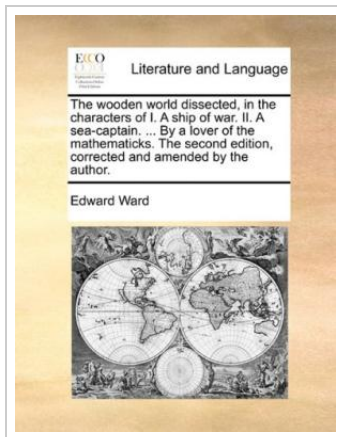 ECCO
Literature and Language
The wooden world dissected, in the
characters of I. A ship of war. II. A
sea-captain. ... By a lover of the
mathematicks. The second edition,
corrected and amended by the
author.
Edward Ward